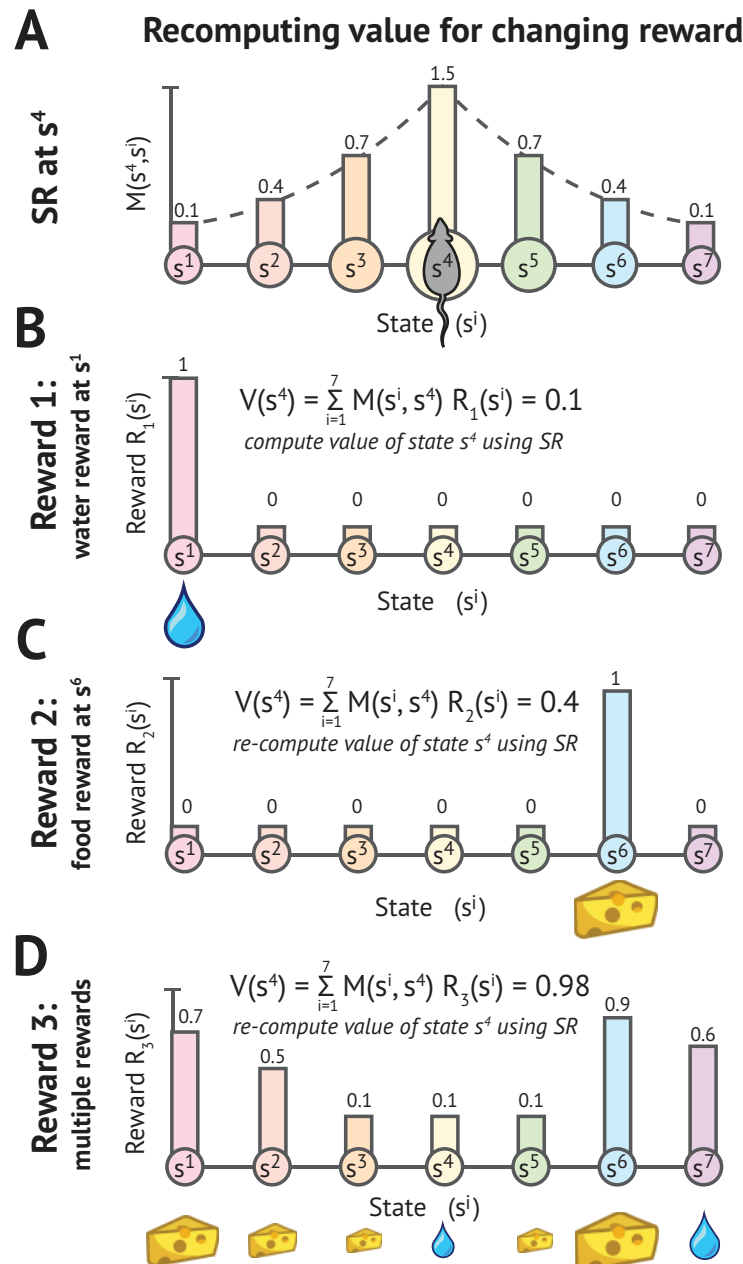 A
Recomputing value for changing reward
SR at s⁴
M(s⁴,sⁱ)
0.1
0.4
0.7
1.5
0.7
0.4
0.1
s¹
s²
s³
s⁴
s⁵
s⁶
s⁷
State (sⁱ)
B
Reward 1:
water reward at s¹
Reward R₁(sⁱ)
1
V(s⁴) = Σ M(sⁱ, s⁴) R₁(sⁱ) = 0.1
7
i=1
compute value of state s⁴ using SR
0
0
0
0
0
0
s¹
s²
s³
s⁴
s⁵
s⁶
s⁷
State (sⁱ)
C
Reward 2:
food reward at s⁶
Reward R₂(sⁱ)
V(s⁴) = Σ M(sⁱ, s⁴) R₂(sⁱ) = 0.4
7
i=1
re-compute value of state s⁴ using SR
0
0
0
0
0
1
0
s¹
s²
s³
s⁴
s⁵
s⁶
s⁷
State (sⁱ)
D
Reward 3:
multiple rewards
Reward R₃(sⁱ)
V(s⁴) = Σ M(sⁱ, s⁴) R₃(sⁱ) = 0.98
7
i=1
re-compute value of state s⁴ using SR
0.7
0.5
0.1
0.1
0.1
0.9
0.6
s¹
s²
s³
s⁴
s⁵
s⁶
s⁷
State (sⁱ)